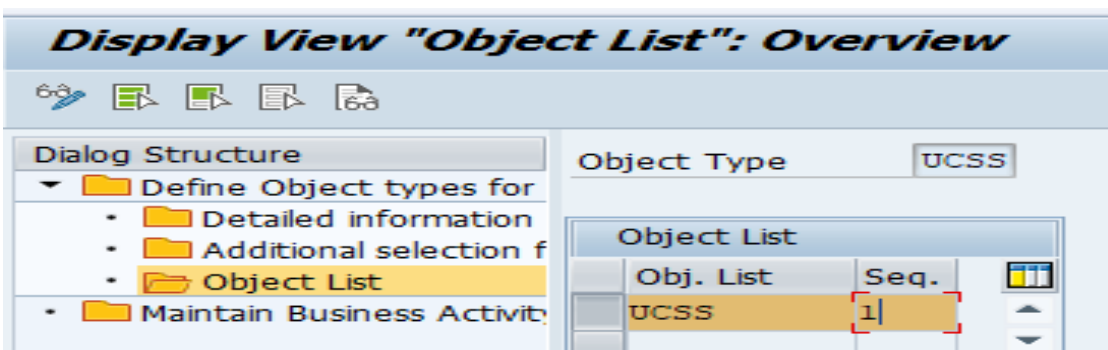 Display View "Object List": Overview
Dialog Structure
Define Object types for
Detailed information
Additional selection f
Object List
Maintain Business Activit
Object Type UCSS
Object List
Obj. List Seq.
UCSS 1